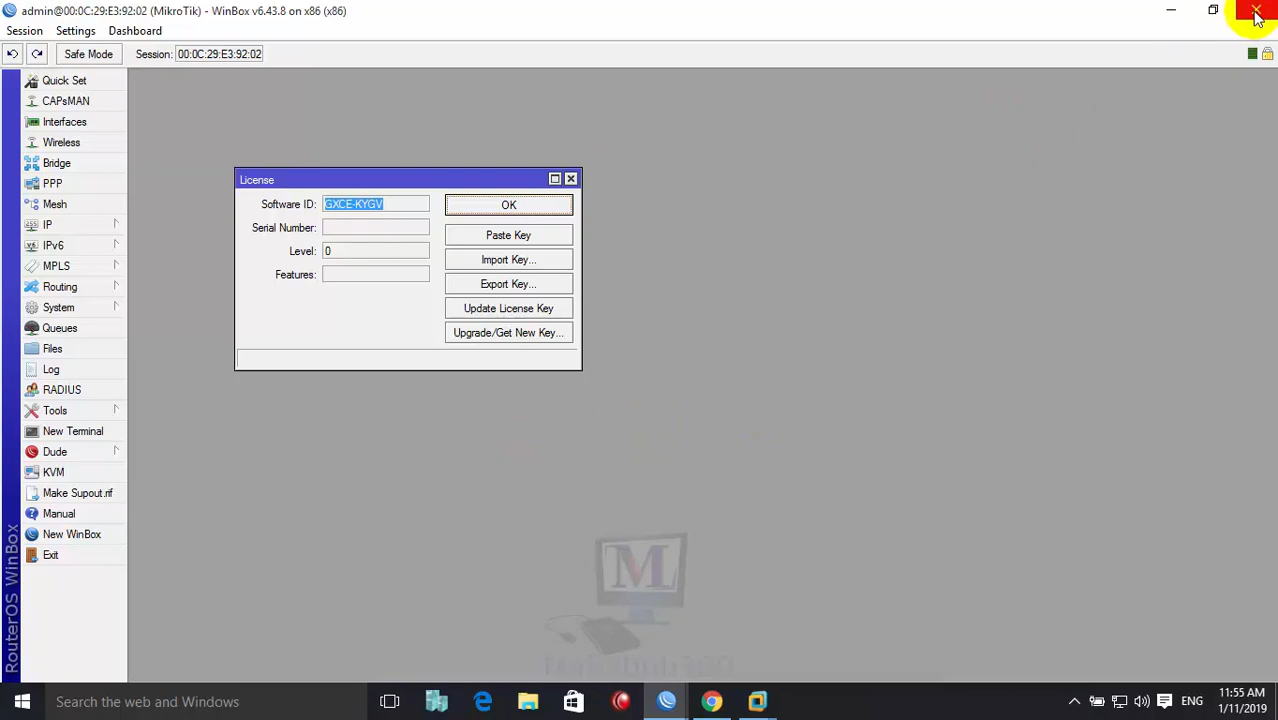 admin@00:0C:29:E3:92:02 (MikroTik) - WinBox v6.43.8 on x86 (x86)
Session Settings Dashboard
Safe Mode Session: 00:0C:29:E3:92:02
Quick Set
CAPsMAN
Interfaces
Wireless
Bridge
PPP
Mesh
IP
IPv6
MPLS
Routing
System
Queues
Files
Log
RADIUS
Tools
New Terminal
Dude
KVM
Make Supout.rif
Manual
New WinBox
Exit
RouterOS WinBox
License
Software ID: GXCE-KYGV
Serial Number:
Level: 0
Features:
OK
Paste Key
Import Key...
Export Key...
Update License Key
Upgrade/Get New Key...
M
Search the web and Windows
ENG
11:55 AM
1/11/2019